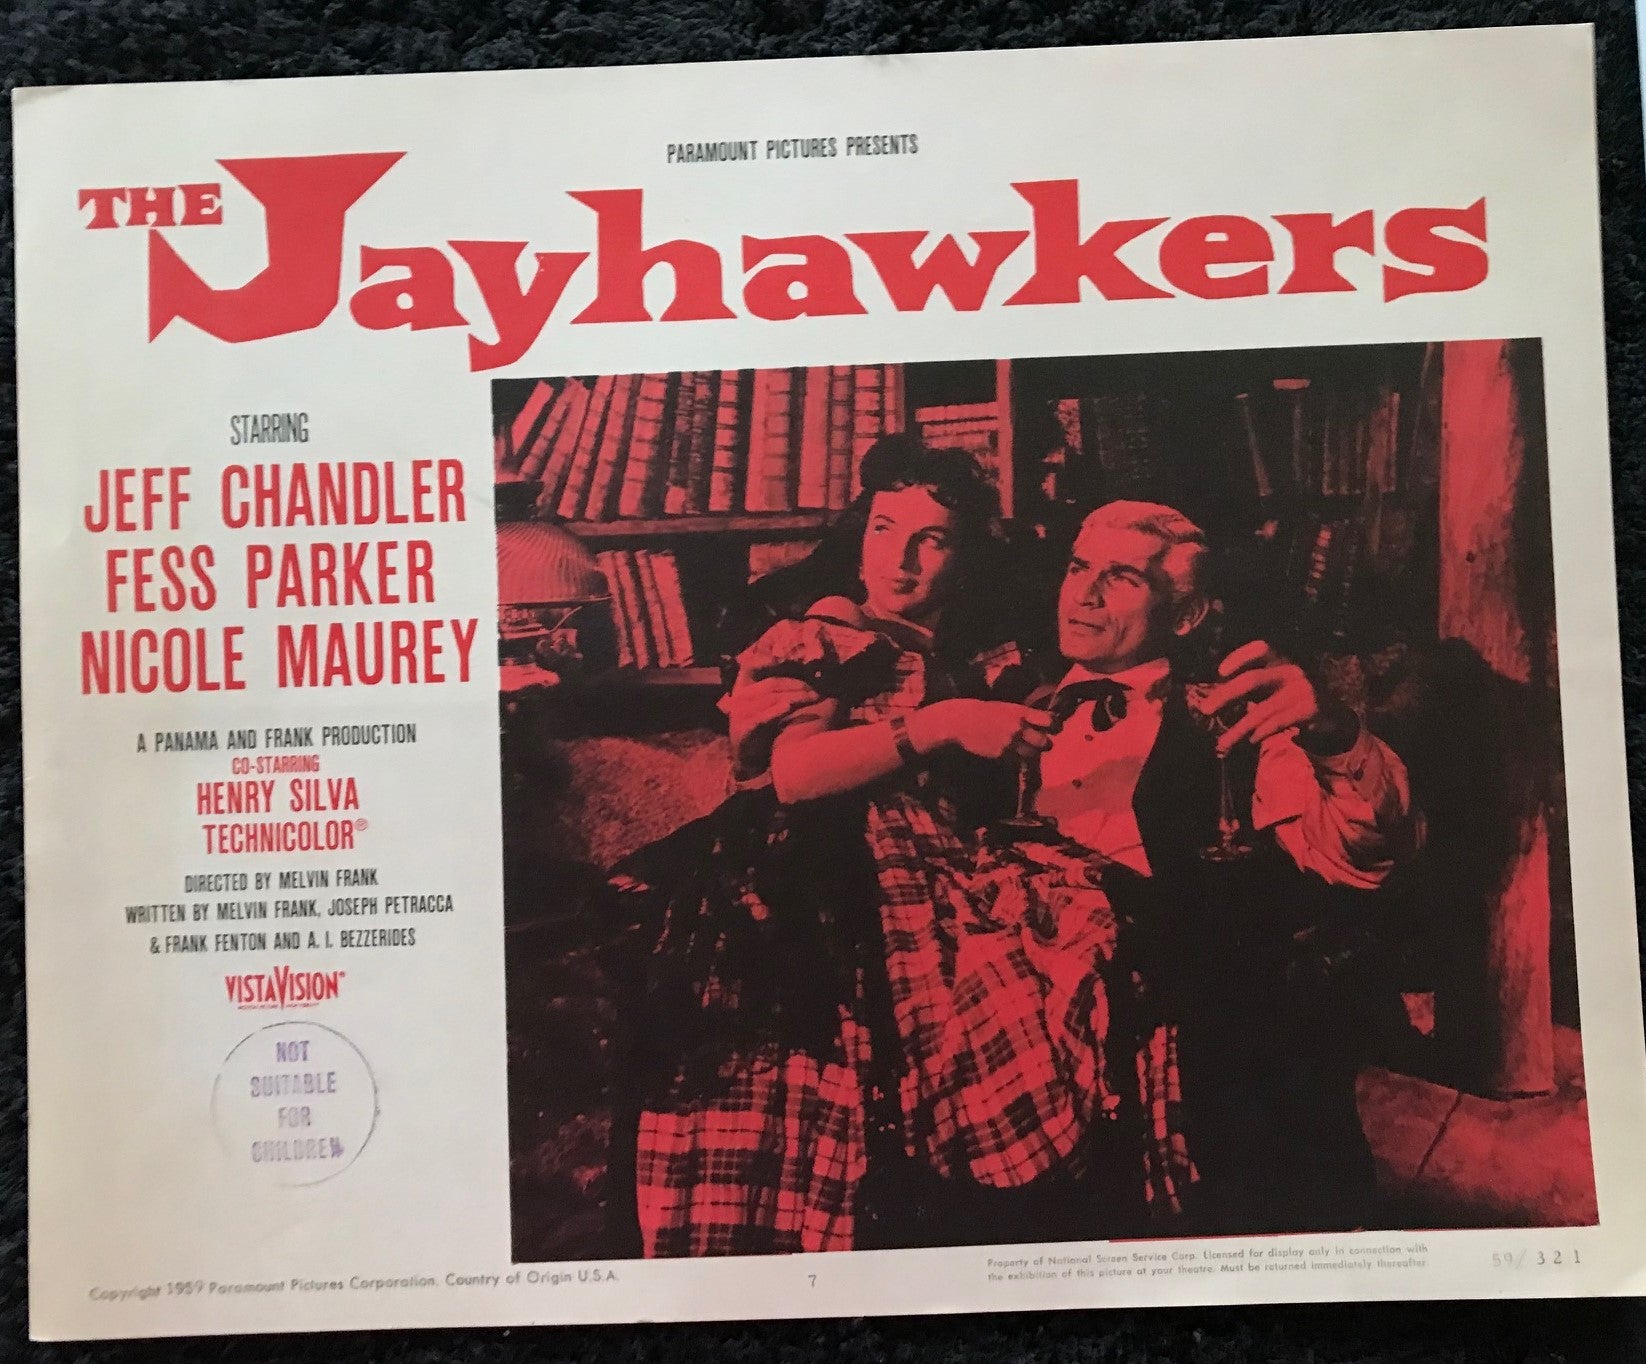 PARAMOUNT PICTURES PRESENTS
THE Jayhawkers
STARRING
JEFF CHANDLER
FESS PARKER
NICOLE MAUREY
A PANAMA AND FRANK PRODUCTION
CO-STARRING
HENRY SILVA
TECHNICOLOR®
DIRECTED BY MELVIN FRANK
WRITTEN BY MELVIN FRANK, JOSEPH PETRACCA
& FRANK FENTON AND A. I. BEZZERIDES
VISTAVISION
NOT
SUITABLE
FOR
CHILDREN
Copyright 1959 Paramount Pictures Corporation. Country of Origin U.S.A.
7
Property of National Screen Service Corp. Licensed for display only in connection with
the exhibition of this picture at your theatre. Must be returned immediately thereafter.
59/321